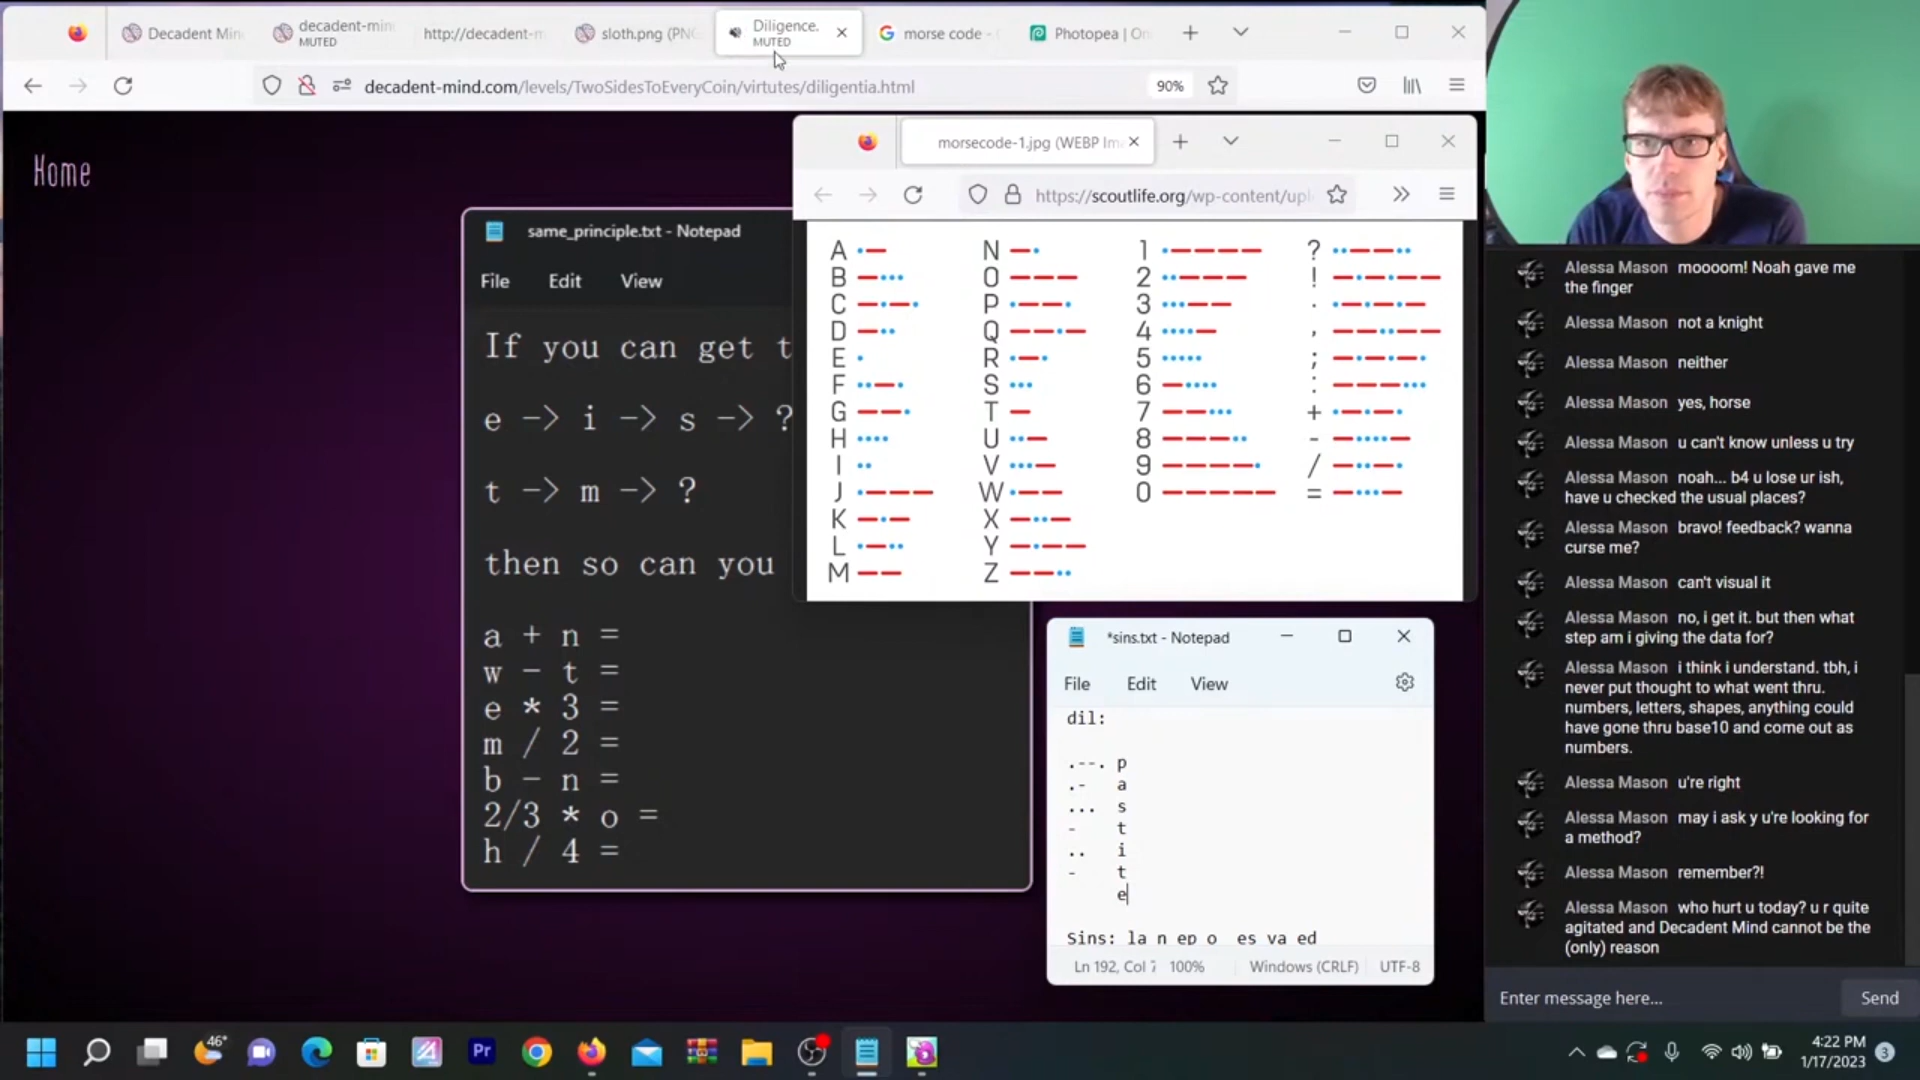 Decadent Min
decadent-min
MUTED
http://decadent-m
sloth.png (PNG
Diligence.
MUTED
morse code -
Photopea | On
decadent-mind.com/levels/TwoSidesToEveryCoin/virtutes/diligentia.html
90%
Home
same_principle.txt - Notepad
File Edit View
If you can get t
e -> i -> s -> ?
t -> m -> ?
then so can you
a + n =
w - t =
e * 3 =
m / 2 =
b - n =
2/3 * o =
h / 4 =
morsecode-1.jpg (WEBP Im
https://scoutlife.org/wp-content/upl
A N 1 ?
B O 2 !
C P 3 .
D Q 4 ,
E R 5 ;
F S 6 :
G T 7 +
H U 8 -
I V 9 /
J W 0 =
K X
L Y
M Z
*sins.txt - Notepad
File Edit View
dil:
.--. p
.- a
... s
- t
.. i
- t
e
Sins: la n ep o es va ed
Ln 192, Col 7 100% Windows (CRLF) UTF-8
Alessa Mason moooom! Noah gave me
the finger
Alessa Mason not a knight
Alessa Mason neither
Alessa Mason yes, horse
Alessa Mason u can't know unless u try
Alessa Mason noah... b4 u lose ur ish,
have u checked the usual places?
Alessa Mason bravo! feedback? wanna
curse me?
Alessa Mason can't visual it
Alessa Mason no, i get it. but then what
step am i giving the data for?
Alessa Mason i think i understand. tbh, i
never put thought to what went thru.
numbers, letters, shapes, anything could
have gone thru base10 and come out as
numbers.
Alessa Mason u're right
Alessa Mason may i ask y u're looking for
a method?
Alessa Mason remember?!
Alessa Mason who hurt u today? u r quite
agitated and Decadent Mind cannot be the
(only) reason
Enter message here...
Send
46°
Pr
4:22 PM
1/17/2023
3